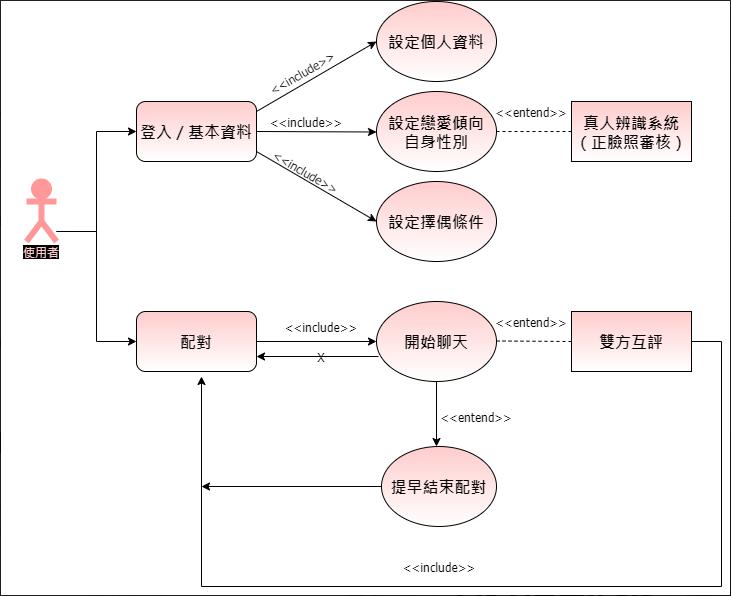 設定個人資料
<<include>>
登入 / 基本資料
<<include>>
設定戀愛傾向
自身性別
<<entend>>
真人辨識系統
( 正臉照審核 )
<<include>>
設定擇偶條件
使用者
配對
<<include>>
X
開始聊天
<<entend>>
雙方互評
<<entend>>
提早結束配對
<<include>>